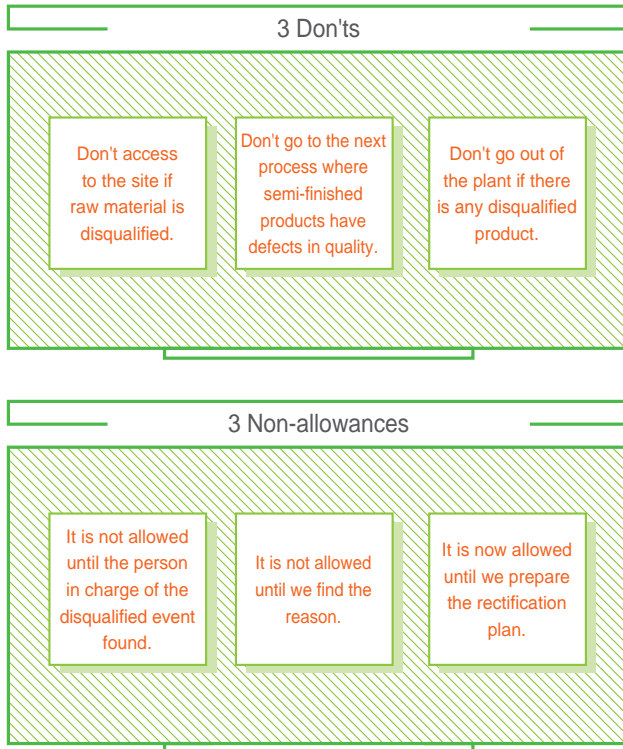 3 Don'ts
Don't access
to the site if
raw material is
disqualified.
Don't go to the next
process where
semi-finished
products have
defects in quality.
Don't go out of
the plant if there
is any disqualified
product.
3 Non-allowances
It is not allowed
until the person
in charge of the
disqualified event
found.
It is not allowed
until we find the
reason.
It is now allowed
until we prepare
the rectification
plan.